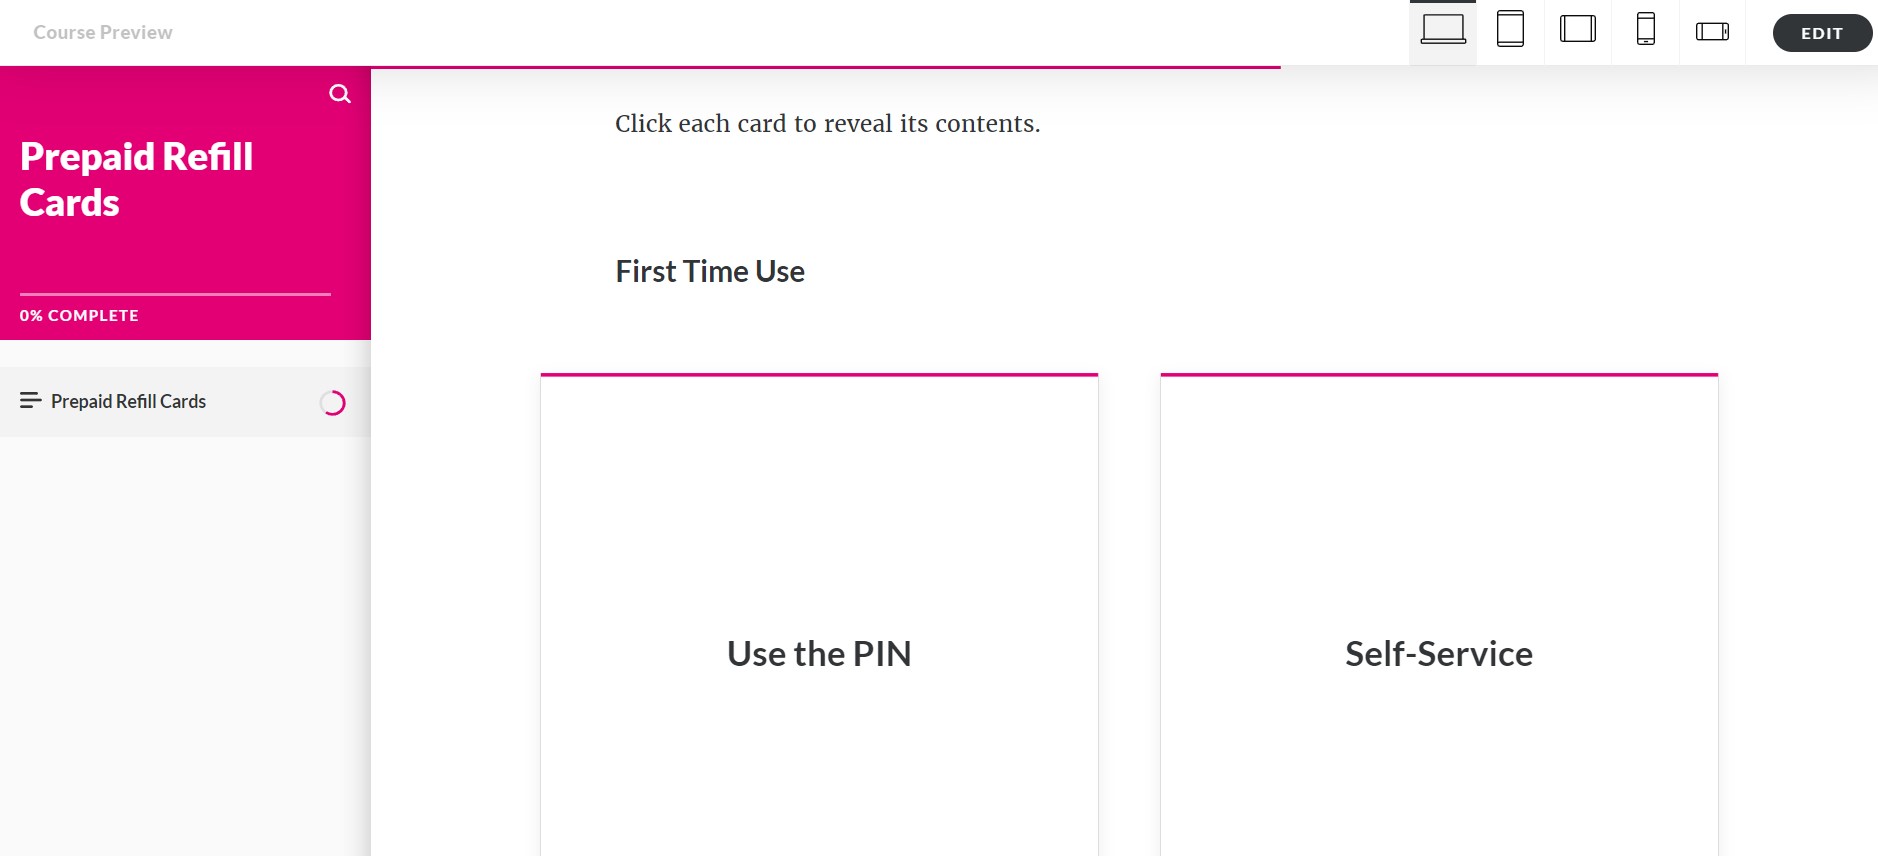 Course Preview
EDIT
Prepaid Refill
Cards
0% COMPLETE
Prepaid Refill Cards
Click each card to reveal its contents.
First Time Use
Use the PIN
Self-Service